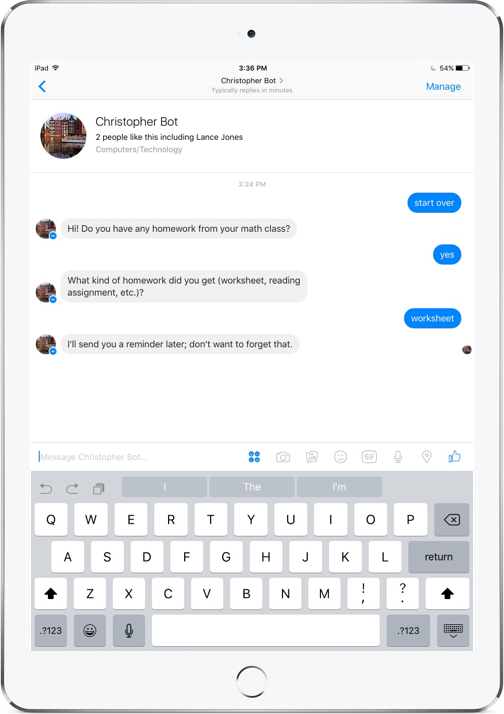 iPad 3:36 PM 54%
Christopher Bot
Typically replies in minutes
Manage
Christopher Bot
2 people like this including Lance Jones
Computers/Technology
3:24 PM
start over
Hi! Do you have any homework from your math class?
yes
What kind of homework did you get (worksheet, reading
assignment, etc.)?
worksheet
I'll send you a reminder later; don't want to forget that.
Message Christopher Bot...
GIF
I The I'm
Q W E R T Y U I O P
A S D F G H J K L return
Z X C V B N M ! , ? .
.?123 .?123